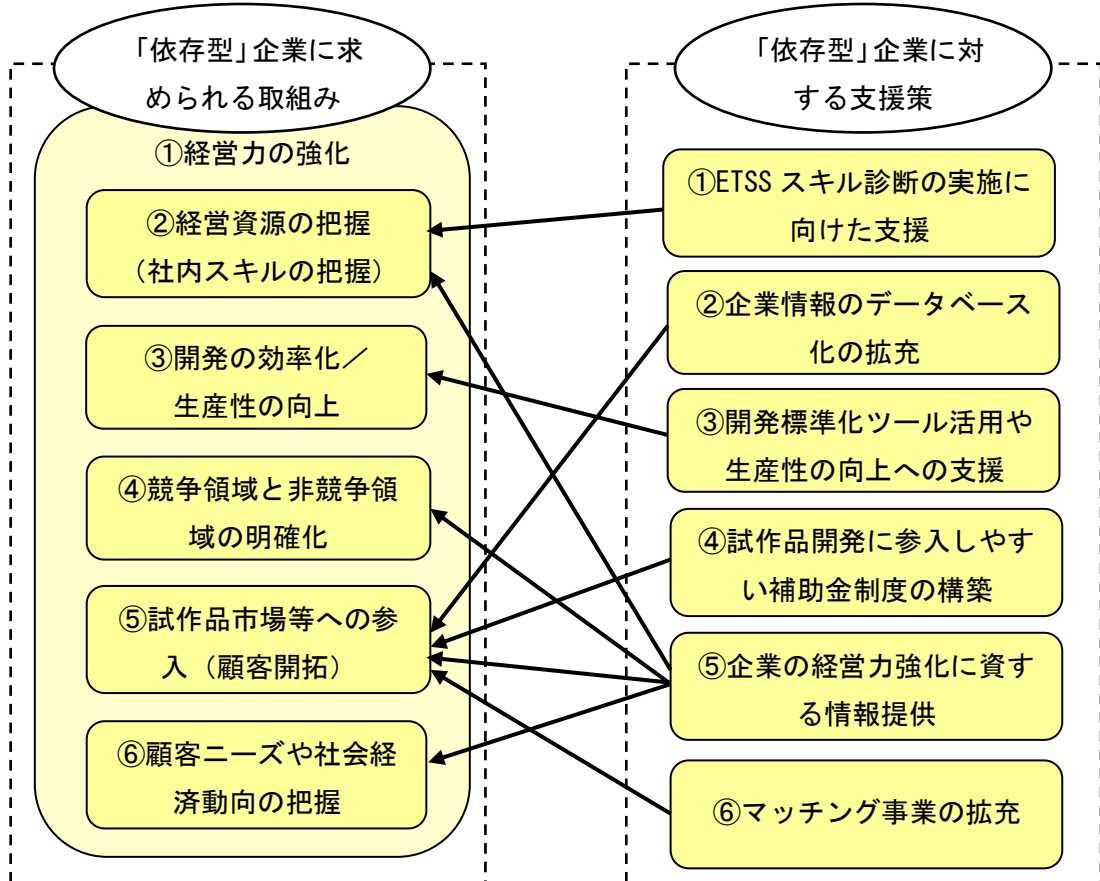 「依存型」企業に求
められる取組み
①経営力の強化
②経営資源の把握
（社内スキルの把握）
③開発の効率化／
生産性の向上
④競争領域と非競争領
域の明確化
⑤試作品市場等への参
入（顧客開拓）
⑥顧客ニーズや社会経
済動向の把握
「依存型」企業に対
する支援策
①ETSS スキル診断の実施に
向けた支援
②企業情報のデータベース
化の拡充
③開発標準化ツール活用や
生産性の向上への支援
④試作品開発に参入しやす
い補助金制度の構築
⑤企業の経営力強化に資す
る情報提供
⑥マッチング事業の拡充